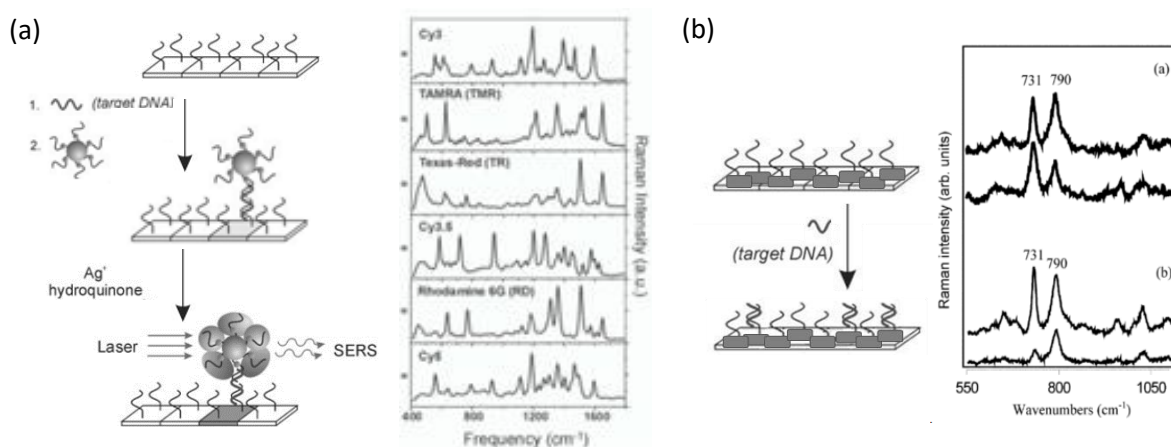 (a)
1. (target DNA)
2.
Ag⁺
hydroquinone
Laser
SERS
Cy3
TAMRA (TMR)
Texas-Red (TR)
Cy3.5
Rhodamine 6G (RD)
Raman Intensity (a.u.)
400 800 1200 1600
Frequency (cm⁻¹)
(b)
(target DNA)
(a)
731 790
(b)
731 790
Raman intensity (arb. units)
550 800 1050
Wavenumbers (cm⁻¹)